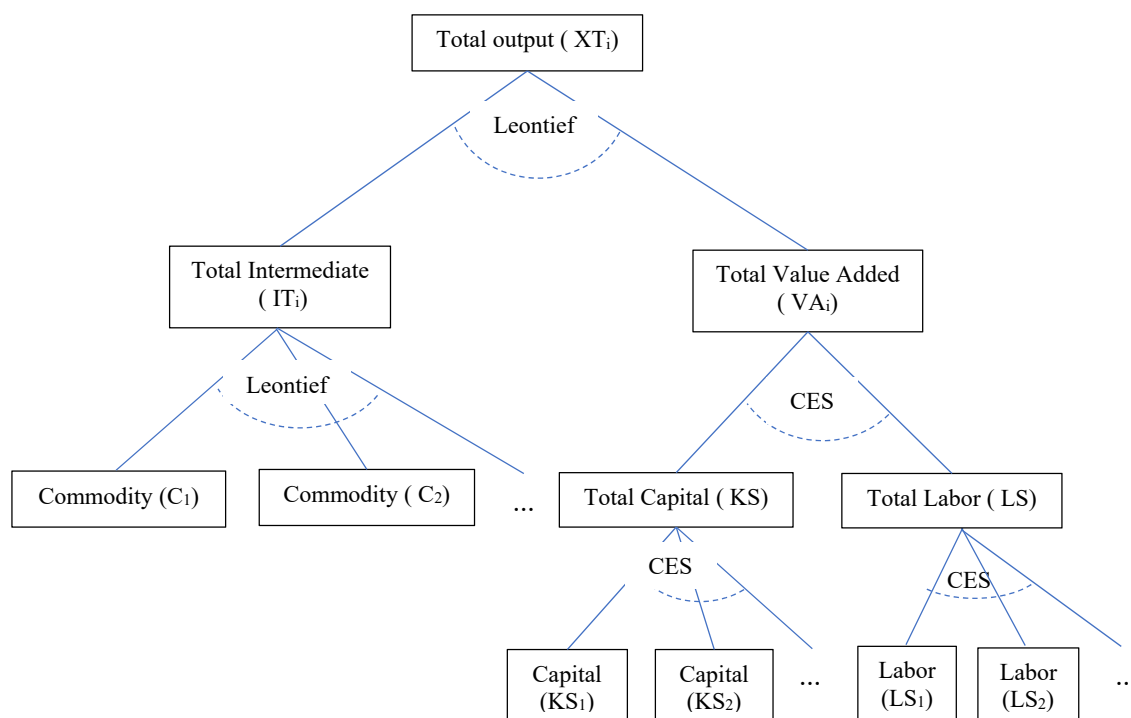 Total output ( XTᵢ)
Leontief
Total Intermediate
( ITᵢ)
Total Value Added
( VAᵢ)
Leontief
CES
Commodity (C₁)
Commodity ( C₂)
...
Total Capital ( KS)
Total Labor ( LS)
CES
CES
Capital
(KS₁)
Capital
(KS₂)
...
Labor
(LS₁)
Labor
(LS₂)
..